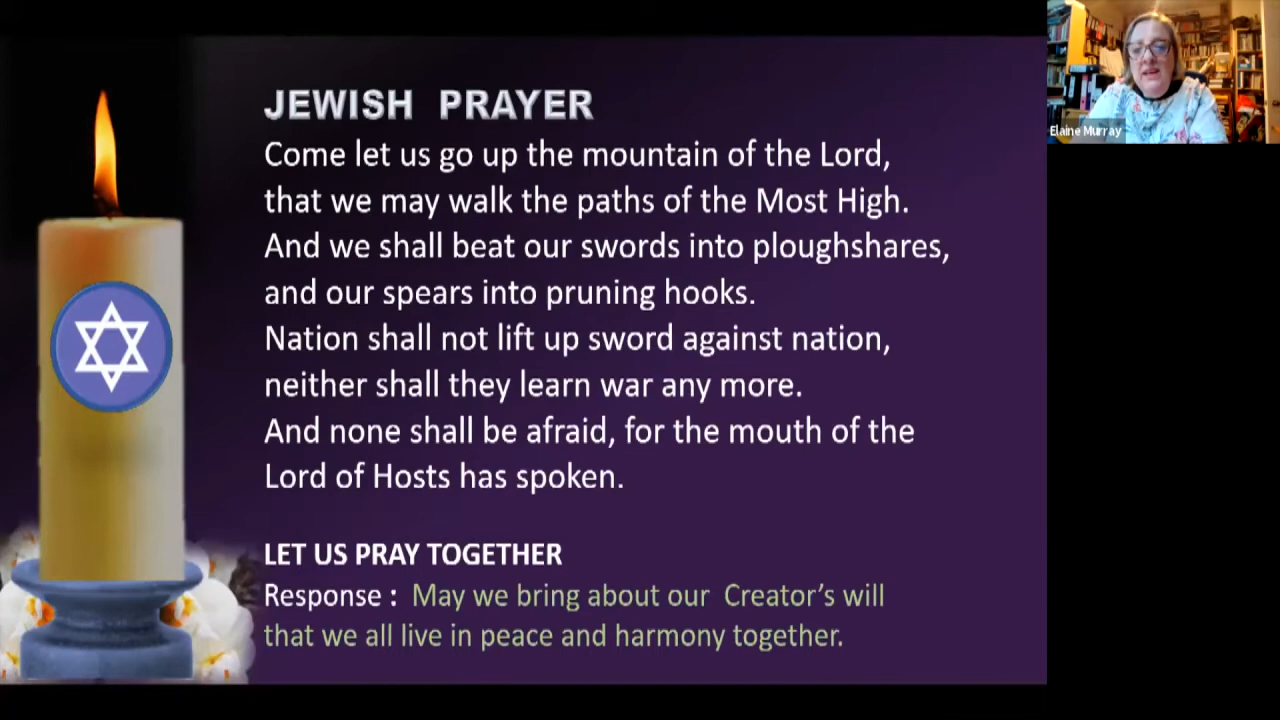 JEWISH PRAYER
Come let us go up the mountain of the Lord,
that we may walk the paths of the Most High.
And we shall beat our swords into ploughshares,
and our spears into pruning hooks.
Nation shall not lift up sword against nation,
neither shall they learn war any more.
And none shall be afraid, for the mouth of the
Lord of Hosts has spoken.
LET US PRAY TOGETHER
Response : May we bring about our Creator’s will
that we all live in peace and harmony together.
Elaine Murray